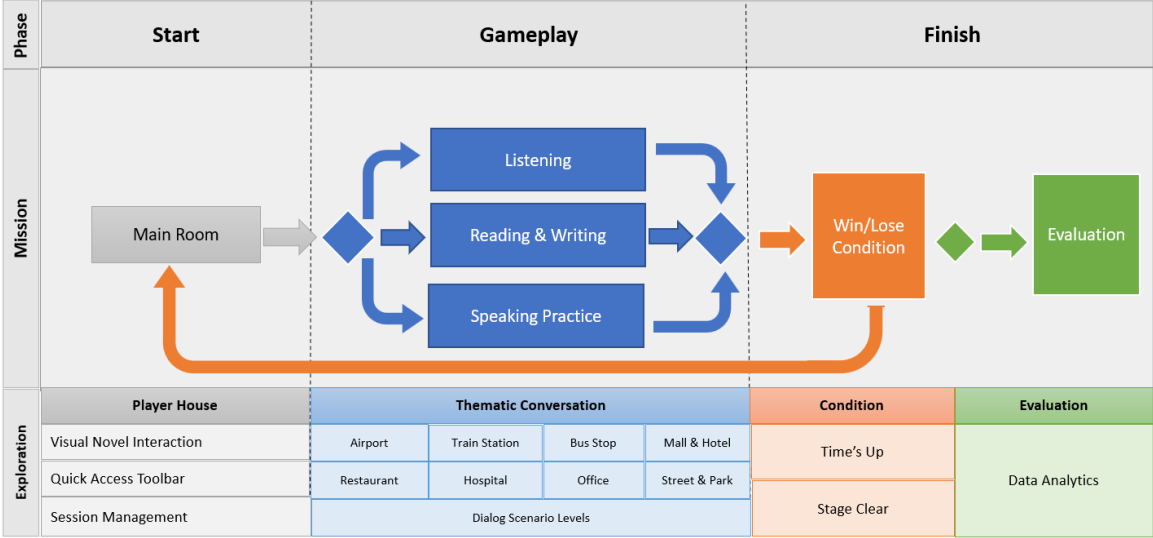 Phase
Start
Gameplay
Finish
Mission
Main Room
Listening
Reading & Writing
Speaking Practice
Win/Lose
Condition
Evaluation
Exploration
Player House
Thematic Conversation
Condition
Evaluation
Visual Novel Interaction
Airport
Train Station
Bus Stop
Mall & Hotel
Time's Up
Quick Access Toolbar
Restaurant
Hospital
Office
Street & Park
Data Analytics
Session Management
Dialog Scenario Levels
Stage Clear